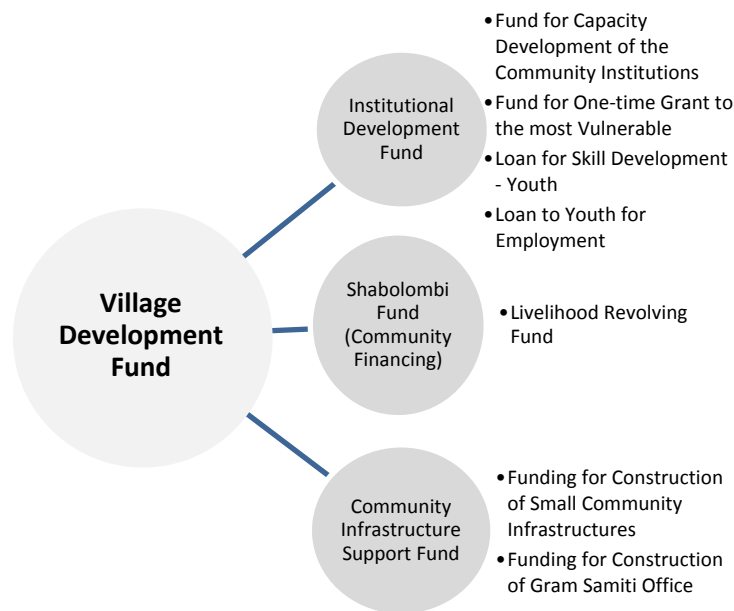 Village
Development
Fund
Institutional
Development
Fund
•Fund for Capacity
Development of the
Community Institutions
•Fund for One-time Grant to
the most Vulnerable
•Loan for Skill Development
- Youth
•Loan to Youth for
Employment
Shabolombi
Fund
(Community
Financing)
•Livelihood Revolving
Fund
Community
Infrastructure
Support Fund
•Funding for Construction
of Small Community
Infrastructures
•Funding for Construction
of Gram Samiti Office